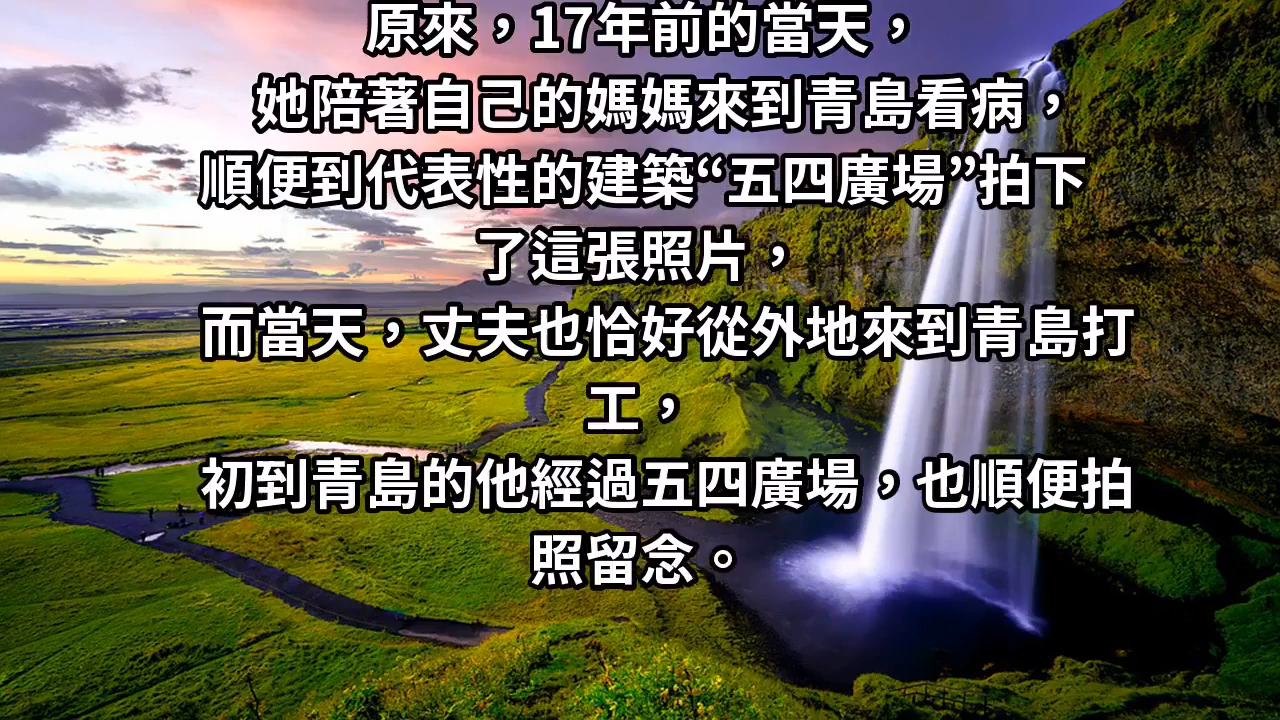 原來，17年前的當天，
她陪著自己的媽媽來到青島看病，
順便到代表性的建築“五四廣場”拍下
了這張照片，
而當天，丈夫也恰好從外地來到青島打
工，
初到青島的他經過五四廣場，也順便拍
照留念。